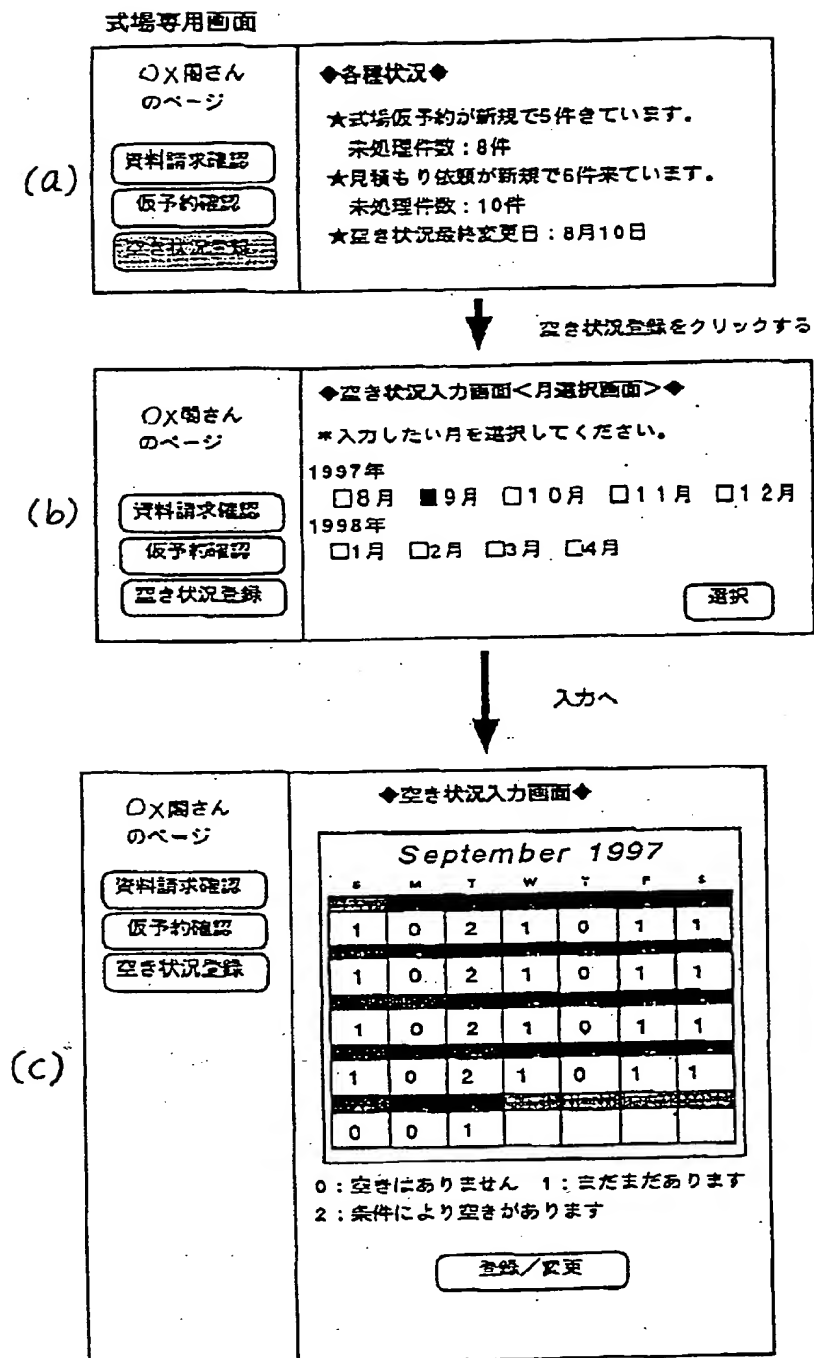 式場専用画面
(a)
○×閣さん
のページ
資料請求確認
仮予約確認
空き状況登録
◆各種状況◆
★式場仮予約が新規で5件きています。
未処理件数：8件
★見積もり依頼が新規で6件来ています。
未処理件数：10件
★空き状況最終変更日：8月10日
空き状況登録をクリックする
(b)
○×閣さん
のページ
資料請求確認
仮予約確認
空き状況登録
◆空き状況入力画面＜月選択画面＞◆
＊入力したい月を選択してください。
1997年
□8月 ■9月 □10月 □11月 □12月
1998年
□1月 □2月 □3月 □4月
選択
入力へ
(c)
○×閣さん
のページ
資料請求確認
仮予約確認
空き状況登録
◆空き状況入力画面◆
September 1997
S M T W T F S
1 0 2 1 0 1 1
1 0 2 1 0 1 1
1 0 2 1 0 1 1
1 0 2 1 0 1 1
0 0 1
0：空きはありません 1：まだまだあります
2：条件により空きがあります
登録／変更